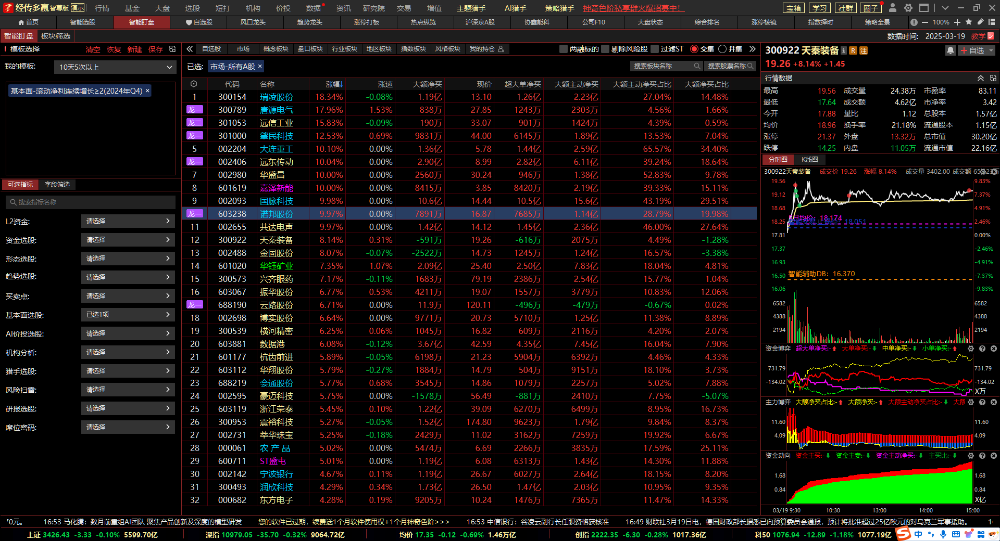 经传多赢 智尊版 演示 行情 基金 大盘 选股 短打 机构 价投 数据 资讯 研究院 交易 增值 主题猎手 AI猎手 策略猎手 神奇色阶私享群火爆招募中! 宝箱 学习 社群 圈子
首页 智能选股 智能盯盘 自选股 风口龙头 趋势龙头 涨停打板 热点纵览 沪深京A股 协鑫能科 公司F10 大盘状态 综合排名 涨停棱镜 指数择时 策略全景 100%
智能盯盘 板块筛选 数据时间: 2025-03-19 教学
模板选择 清空 恢复 新建 保存
我的模板: 10天5次以上
基本面-滚动净利连续增长≥2(2024年Q4) ×
可选指标 字段筛选
搜索指标名称
L2资金: 请选择
资金选股: 请选择
形态选股: 请选择
趋势选股: 请选择
买卖点: 请选择
基本面选股: 已选1项
AI价投选股: 请选择
机构分析: 请选择
猎手选股: 请选择
风险扫雷: 请选择
研报选股: 请选择
席位密码: 请选择
自选股 市场 概念板块 盘口板块 行业板块 地区板块 指数板块 风格板块 我的持仓 两融标的 剔除风险股 过滤ST 交集 并集
已选: 市场-所有A股 × 搜索板块名称 搜索股票名称
代码 名称 涨幅↓ 涨速 大额净买 现价 超大单净买 大额主动净买 大额主动净买占比 大额净买占比
1 300154 瑞凌股份 18.34% -0.08% 1.19亿 13.10 1.26亿 2.23亿 27.04% 14.48%
龙一 300789 唐源电气 17.96% 1.53% 838万 27.85 1243万 2303万 4.56% 1.66%
龙二 301053 远信工业 15.83% -0.09% 190万 33.07 901万 1424万 4.39% 0.59%
龙一 301000 肇民科技 12.53% 0.69% 9831万 44.00 6145万 1.89亿 13.53% 7.04%
5 002204 大连重工 10.10% 0.00% 1.36亿 5.78 1.44亿 2.59亿 65.57% 34.40%
龙一 002406 远东传动 10.04% 0.00% 2.90亿 8.99 2.82亿 6.11亿 39.24% 18.64%
7 002980 华盛昌 10.00% 0.00% 2560万 30.24 946万 1.38亿 52.83% 9.78%
8 601619 嘉泽新能 10.00% 0.00% 8415万 3.85 8420万 2.19亿 39.33% 15.11%
9 002093 国脉科技 9.98% 0.00% 10.6亿 14.44 10.5亿 15.6亿 43.19% 29.51%
龙一 603238 诺邦股份 9.97% 0.00% 7891万 16.87 7685万 1.14亿 28.79% 19.98%
11 002655 共达电声 9.97% 0.00% 1.42亿 14.12 1.45亿 2.36亿 46.00% 27.64%
12 300922 天秦装备 8.14% 0.31% -591万 19.26 -616万 2075万 4.49% -1.28%
13 002488 金固股份 8.07% -0.07% -2522万 14.73 1245万 1.24亿 16.57% -3.38%
14 601020 华钰矿业 7.35% 1.07% 2.09亿 25.40 2.50亿 7.83亿 18.04% 4.81%
15 300573 兴齐眼药 7.17% -0.11% 1683万 79.19 2386万 2.54亿 15.77% 1.04%
16 603067 振华股份 6.77% 0.53% 4211万 19.07 1557万 3779万 10.83% 12.06%
龙一 688190 云路股份 6.71% 0.00% 11.9万 120.11 -496万 -479万 -0.67% 0.02%
18 002698 博实股份 6.64% 0.00% 9771万 20.73 5710万 1.25亿 11.38% 8.89%
19 300539 横河精密 6.25% 0.06% 1045万 16.82 609万 2116万 4.20% 2.07%
20 603881 数据港 6.08% -0.12% 3.67亿 42.59 4.35亿 7.45亿 16.04% 7.90%
21 601177 杭齿前进 5.89% -0.05% 6198万 21.23 5904万 6392万 4.46% 4.33%
22 603112 华翔股份 5.79% -0.27% 1884万 14.79 504万 9151万 18.10% 3.73%
23 688219 会通股份 5.77% 0.68% 3545万 14.86 1079万 2257万 5.02% 7.88%
24 002595 豪迈科技 5.75% 0.00% -1578万 56.49 -881万 2410万 7.75% -5.07%
25 603119 浙江荣泰 5.45% 0.10% 1.22亿 39.09 6270万 6499万 8.95% 16.73%
26 300953 震裕科技 5.27% -0.05% 1.52亿 174.80 9623万 1.79亿 9.84% 8.37%
27 002731 萃华珠宝 5.25% -0.18% 2429万 11.02 3162万 7259万 19.92% 6.67%
28 000061 农 产 品 5.02% 0.00% 5474万 6.69 2266万 3835万 17.59% 25.11%
29 600711 ST盛屯 5.01% 0.00% 1.19亿 6.08 6313万 1.43亿 14.30% 11.88%
30 002142 宁波银行 4.67% 0.11% 1.19亿 26.67 6027万 2.64亿 18.15% 8.20%
31 300493 润欣科技 4.29% 0.34% 1.73亿 26.50 1.47亿 2.03亿 10.95% 9.35%
32 000682 东方电子 4.28% 0.19% 9205万 10.24 1476万 7365万 11.47% 14.33%
300922 天秦装备 i R 注 + 自选
19.26 +8.14% +1.45
行情数据
最高 19.56 成交量 24.38万 市盈率 83.11
最低 17.64 成交额 4.62亿 市净率 3.42
今开 17.88 量比 1.12 总股本 1.57亿
均价 18.96 换手率 21.18% 流通股本 1.15亿
涨停 21.37 外盘 13.32万 总市值 30.20亿
跌停 14.25 内盘 11.05万 流通市值 22.16亿
分时图 K线图
300922天秦装备 成交价 19.26 涨幅 8.14% 成交量 3402.00 成交额
19.56 9.83%
19.12 7.37%
18.68 4.91%
18.25 2.46%
日均价: 18.174
18.051
17.81 0.00%
17.37 -2.46%
16.93 -4.91%
16.50 -7.37%
智能辅助DB: 16.370
16.06 -9.83%
6582 6582
4388 4388
2194 2194
资金博弈 超大单净买:- 大单净买:- 中单净买:- 小单净买:-
731.79 731.79
-134.02 -134.02
X万
主力博弈 大额净买占比:- 大额净买:- 大额主动净买占比:- 大额
11.60 11.60
4.09 4.09
资金动向 资金主买:- 资金主卖:- 资金主动净买:- 主买比:-
1.68 1.68
0.84 0.84
X亿
03/19 9:30 10:30 13:00 14:00 15:00
70元。 16:53 马化腾：数月前重组AI团队 聚焦产品创新及深度的模型研发 您的软件已过期，续费送1个月软件使用权+1个月神奇色阶>>> 16:53 中信银行：谷凌云副行长任职资格获核准 16:49 财联社3月19日电，德国财政部长据悉已向预算委员会通报，预计将批准超过25亿欧元的对乌克兰军事援助。 1
上证 3426.43 -3.33 -0.10% 5599.70亿 深指 10979.05 -35.70 -0.32% 9064.72亿 均价 17.35 -0.12 -0.69% 1.46万亿 创指 2222.35 -6.30 -0.28% 1017.36亿 科50 1076.94 -12.89 -1.18% 1077.19亿 中